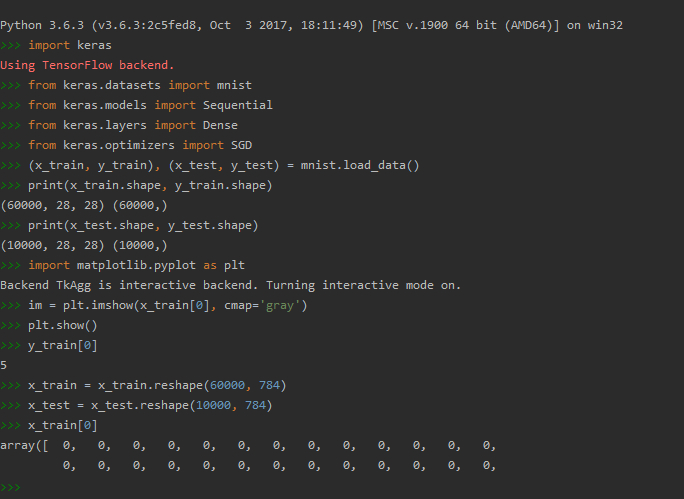 Python 3.6.3 (v3.6.3:2c5fed8, Oct  3 2017, 18:11:49) [MSC v.1900 64 bit (AMD64)] on win32
>>> import keras
Using TensorFlow backend.
>>> from keras.datasets import mnist
>>> from keras.models import Sequential
>>> from keras.layers import Dense
>>> from keras.optimizers import SGD
>>> (x_train, y_train), (x_test, y_test) = mnist.load_data()
>>> print(x_train.shape, y_train.shape)
(60000, 28, 28) (60000,)
>>> print(x_test.shape, y_test.shape)
(10000, 28, 28) (10000,)
>>> import matplotlib.pyplot as plt
Backend TkAgg is interactive backend. Turning interactive mode on.
>>> im = plt.imshow(x_train[0], cmap='gray')
>>> plt.show()
>>> y_train[0]
5
>>> x_train = x_train.reshape(60000, 784)
>>> x_test = x_test.reshape(10000, 784)
>>> x_train[0]
array([  0,   0,   0,   0,   0,   0,   0,   0,   0,   0,   0,   0,   0,
         0,   0,   0,   0,   0,   0,   0,   0,   0,   0,   0,   0,   0,
>>>